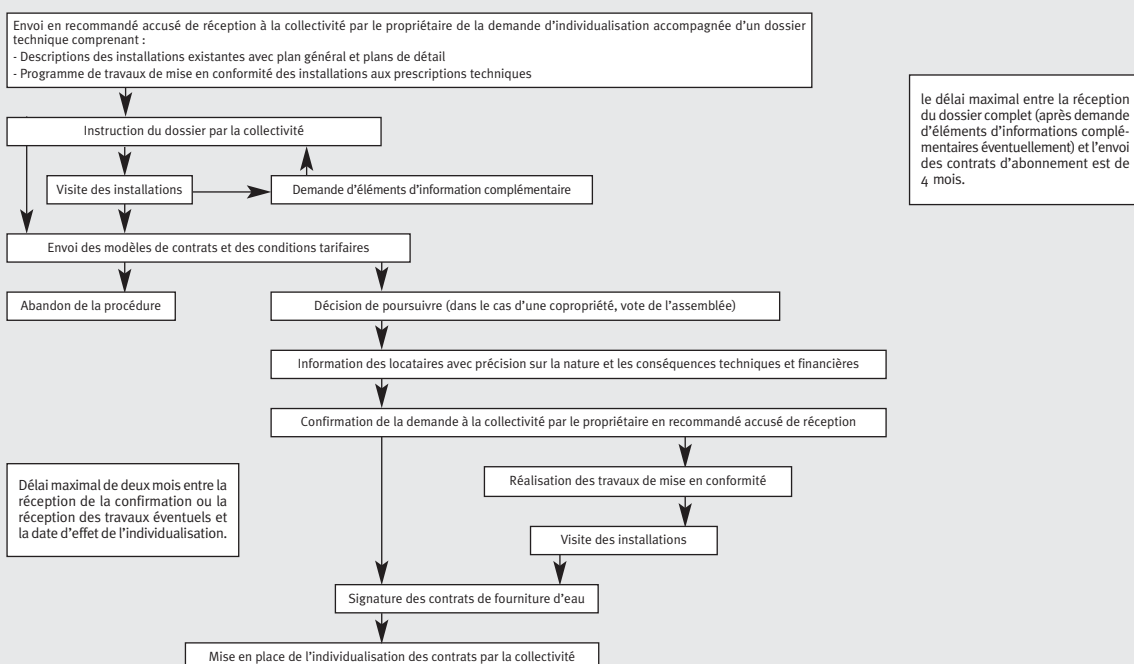 Envoi en recommandé accusé de réception à la collectivité par le propriétaire de la demande d'individualisation accompagnée d'un dossier
technique comprenant :
- Descriptions des installations existantes avec plan général et plans de détail
- Programme de travaux de mise en conformité des installations aux prescriptions techniques
le délai maximal entre la réception
du dossier complet (après demande
d'éléments d'informations complé-
mentaires éventuellement) et l'envoi
des contrats d'abonnement est de
4 mois.
Instruction du dossier par la collectivité
Visite des installations
Demande d'éléments d'information complémentaire
Envoi des modèles de contrats et des conditions tarifaires
Abandon de la procédure
Décision de poursuivre (dans le cas d'une copropriété, vote de l'assemblée)
Information des locataires avec précision sur la nature et les conséquences techniques et financières
Confirmation de la demande à la collectivité par le propriétaire en recommandé accusé de réception
Délai maximal de deux mois entre la
réception de la confirmation ou la
réception des travaux éventuels et
la date d'effet de l'individualisation.
Réalisation des travaux de mise en conformité
Visite des installations
Signature des contrats de fourniture d'eau
Mise en place de l'individualisation des contrats par la collectivité